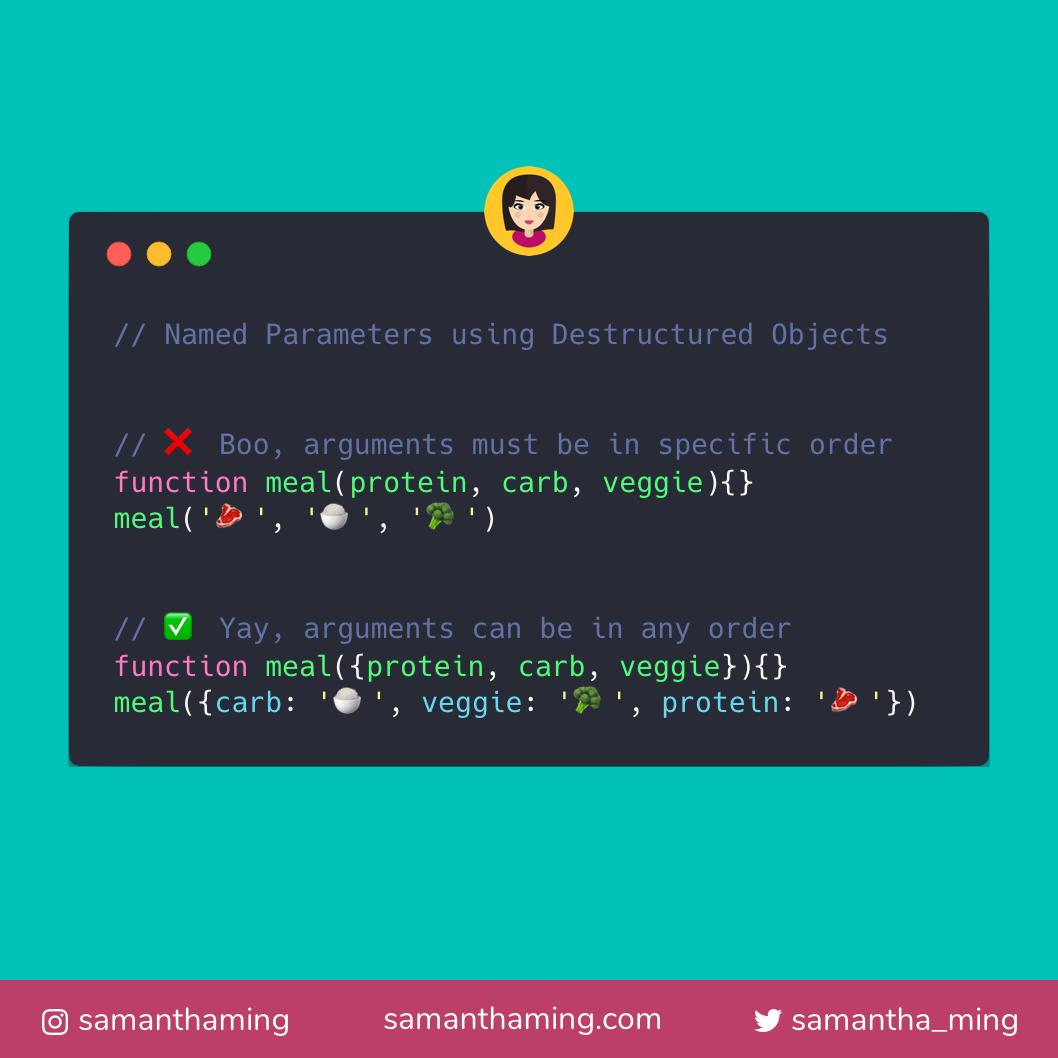 // Named Parameters using Destructured Objects
// ❌ Boo, arguments must be in specific order
function meal(protein, carb, veggie){}
meal('🥩', '🍚', '🥦')
// ✅ Yay, arguments can be in any order
function meal({protein, carb, veggie}){}
meal({carb: '🍚', veggie: '🥦', protein: '🥩'})
samanthaming samanthaming.com samantha_ming